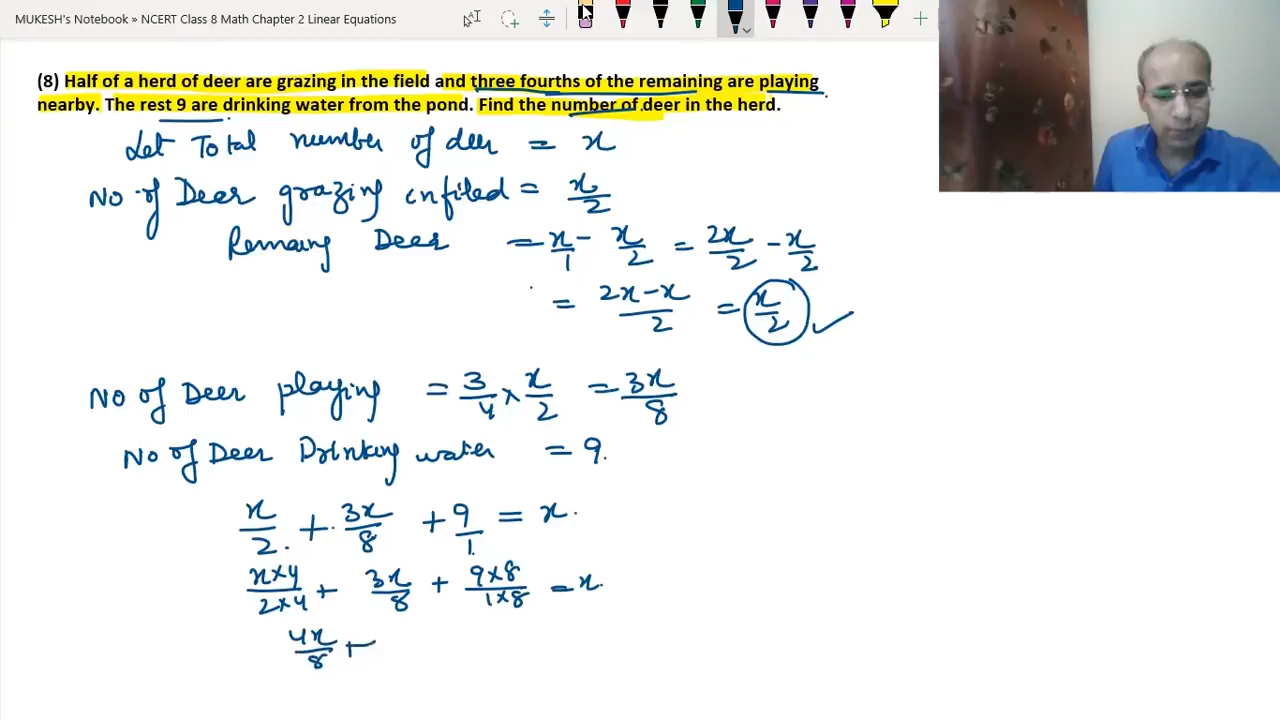 MUKESH's Notebook » NCERT Class 8 Math Chapter 2 Linear Equations
(8) Half of a herd of deer are grazing in the field and three fourths of the remaining are playing
nearby. The rest 9 are drinking water from the pond. Find the number of deer in the herd.
Let Total number of deer = x
No of Deer grazing in filed = x/2
Remaing Deer = x/1 - x/2 = 2x/2 - x/2
= 2x-x/2 = x/2 ✓
No of Deer playing = 3/4 × x/2 = 3x/8
No of Deer Drinking water = 9.
x/2 + 3x/8 + 9/1 = x
x×4/2×4 + 3x/8 + 9×8/1×8 = x
4x/8 +